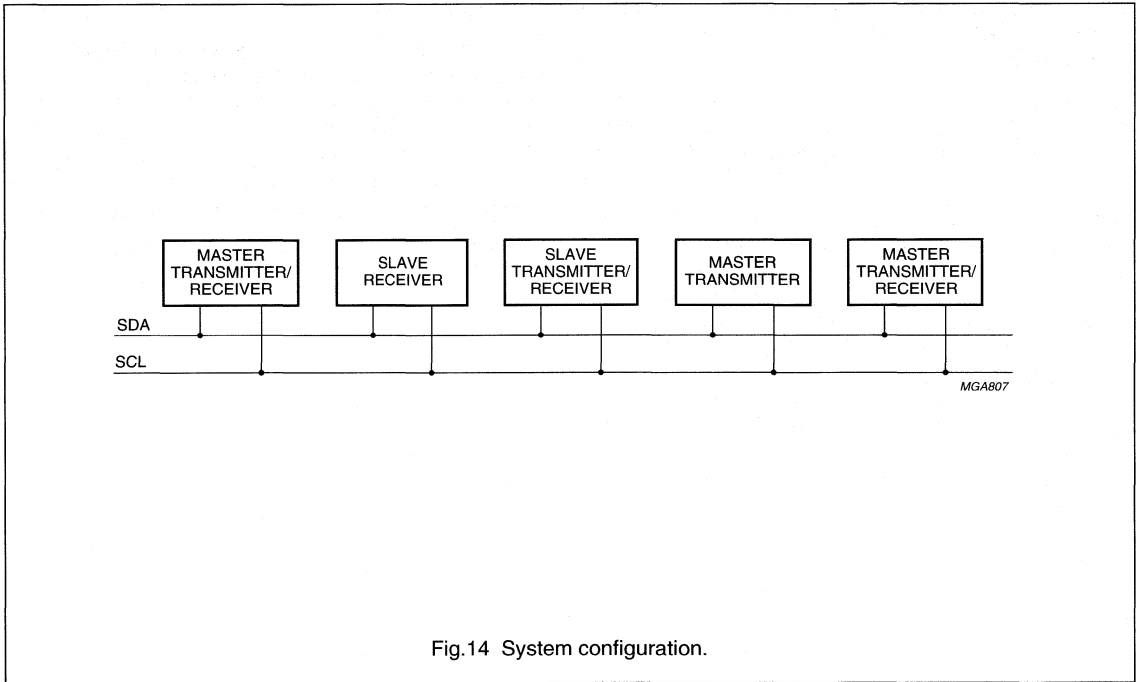 MASTER
TRANSMITTER/
RECEIVER
SLAVE
RECEIVER
SLAVE
TRANSMITTER/
RECEIVER
MASTER
TRANSMITTER
MASTER
TRANSMITTER/
RECEIVER
SDA
SCL
MGA807
Fig.14 System configuration.